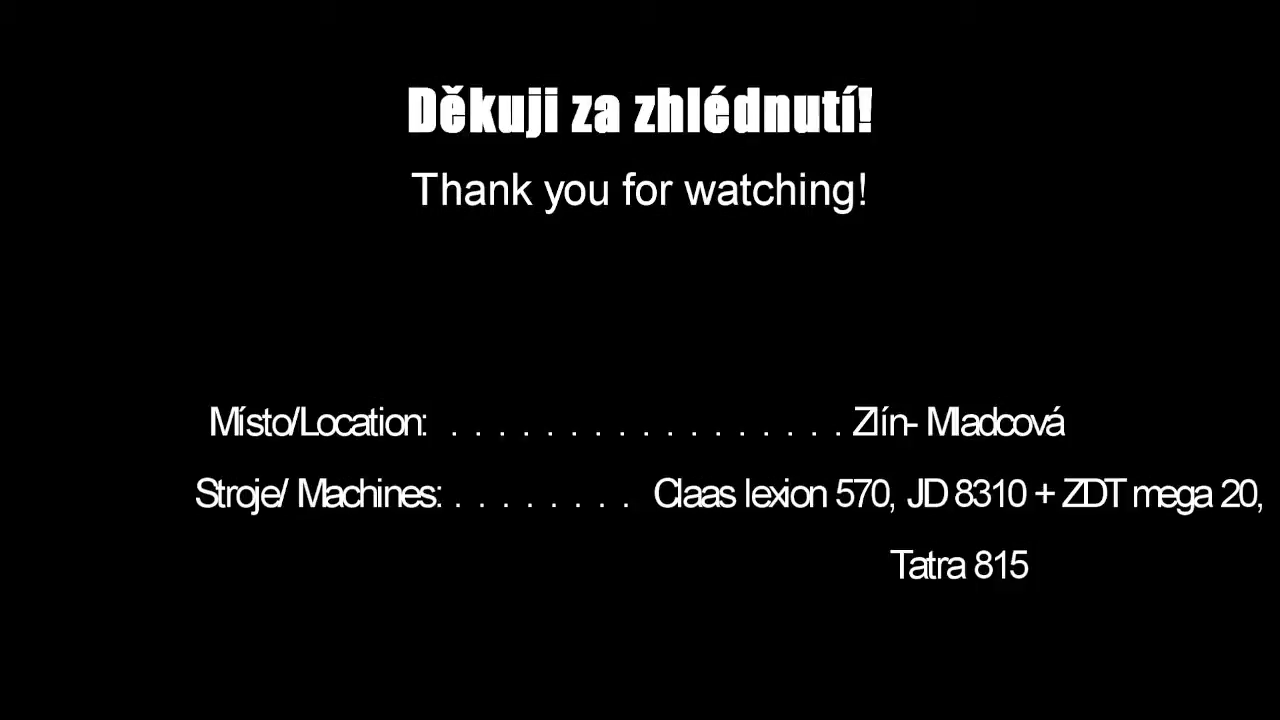 Děkuji za zhlédnutí!
Thank you for watching!
Místo/Location: . . . . . . . . . . . . . . . . . Zlín- Mladcová
Stroje/ Machines: . . . . . . . . Claas lexion 570, JD 8310 + ZDT mega 20,
Tatra 815